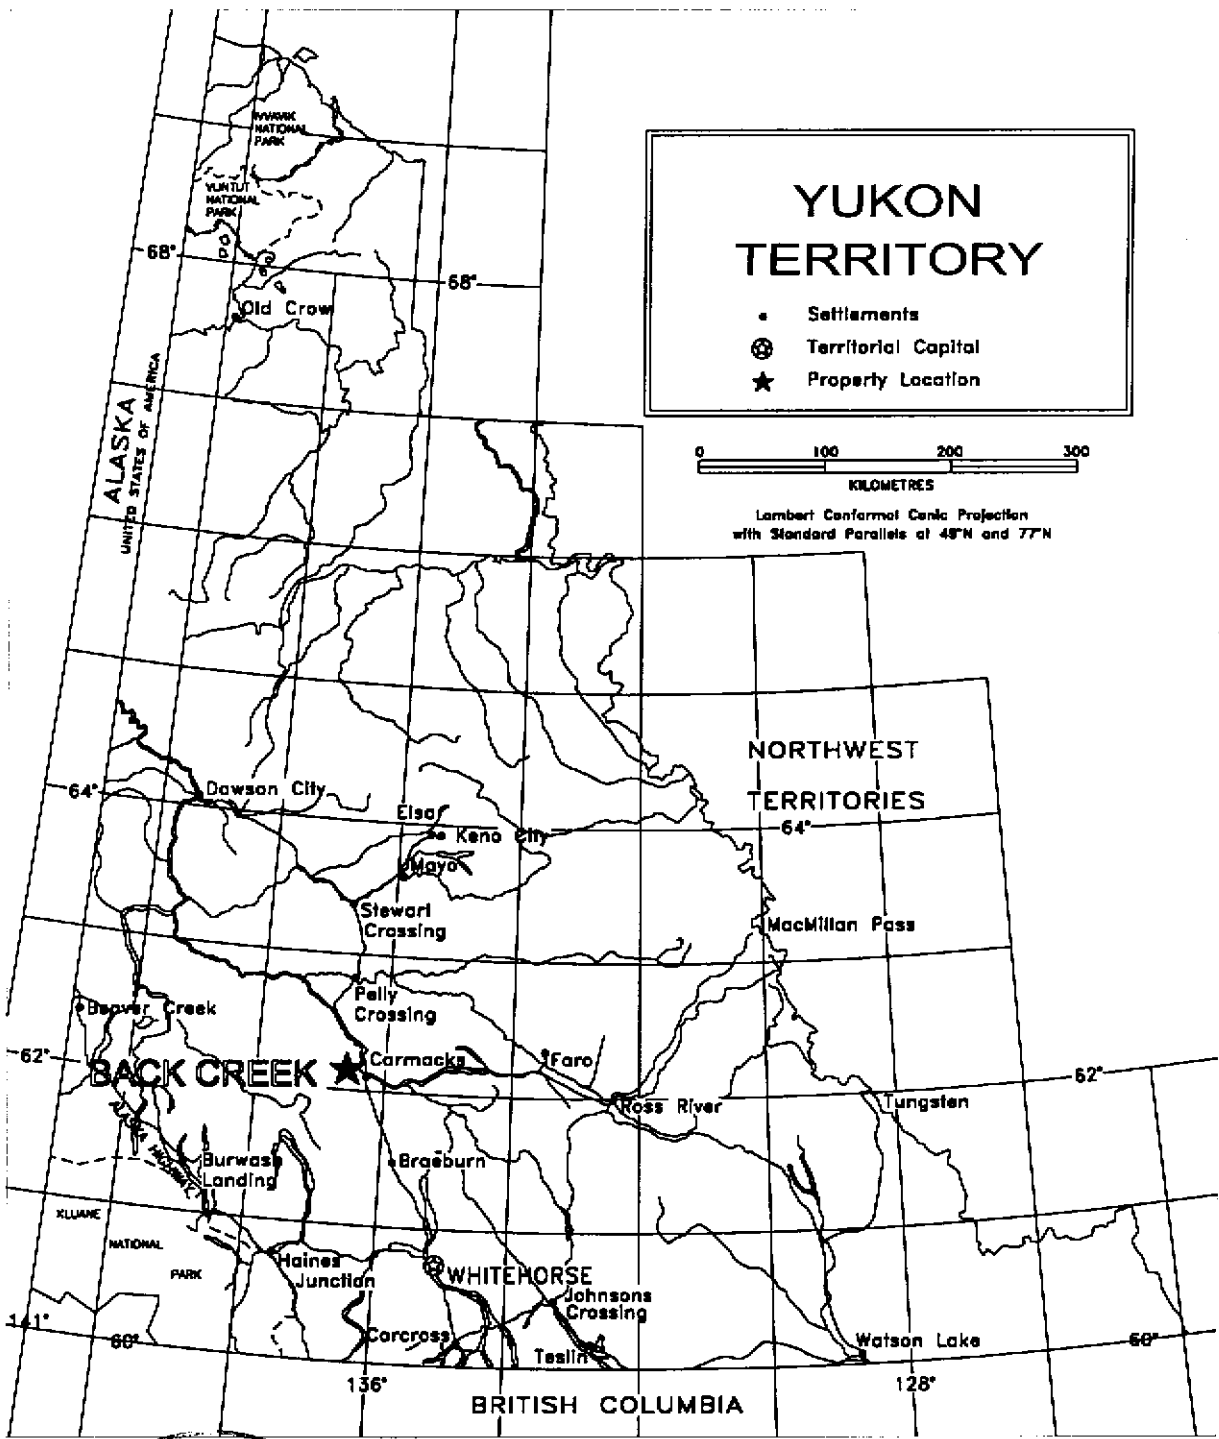 YUKON
TERRITORY
Settlements
Territorial Capital
Property Location
0 100 200 300
KILOMETRES
Lambert Conformal Conic Projection
with Standard Parallels at 49°N and 77°N
IVVAVIK
NATIONAL
PARK
VUNTUT
NATIONAL
PARK
68°
68°
Old Crow
ALASKA
UNITED STATES OF AMERICA
NORTHWEST
TERRITORIES
64°
Dawson City
Elsa
Keno City
64°
Mayo
Stewart
Crossing
MacMillan Pass
Pelly
Crossing
Beaver Creek
62°
BACK CREEK
Carmacks
Faro
62°
Ross River
Tungsten
ALASKA HIGHWAY
Burwash
Landing
Braeburn
KLUANE
NATIONAL
PARK
Haines
Junction
WHITEHORSE
Johnsons
Crossing
141°
60°
Carcross
Teslin
Watson Lake
60°
136°
128°
BRITISH COLUMBIA